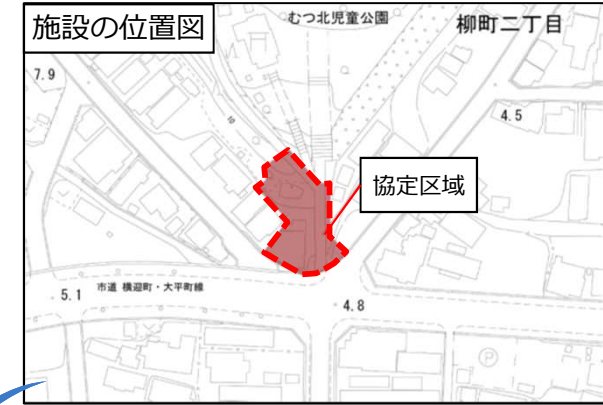 施設の位置図
むつ北児童公園
柳町二丁目
7.9
10
4.5
協定区域
5.1
市道 横迎町・大平町線
4.8
P